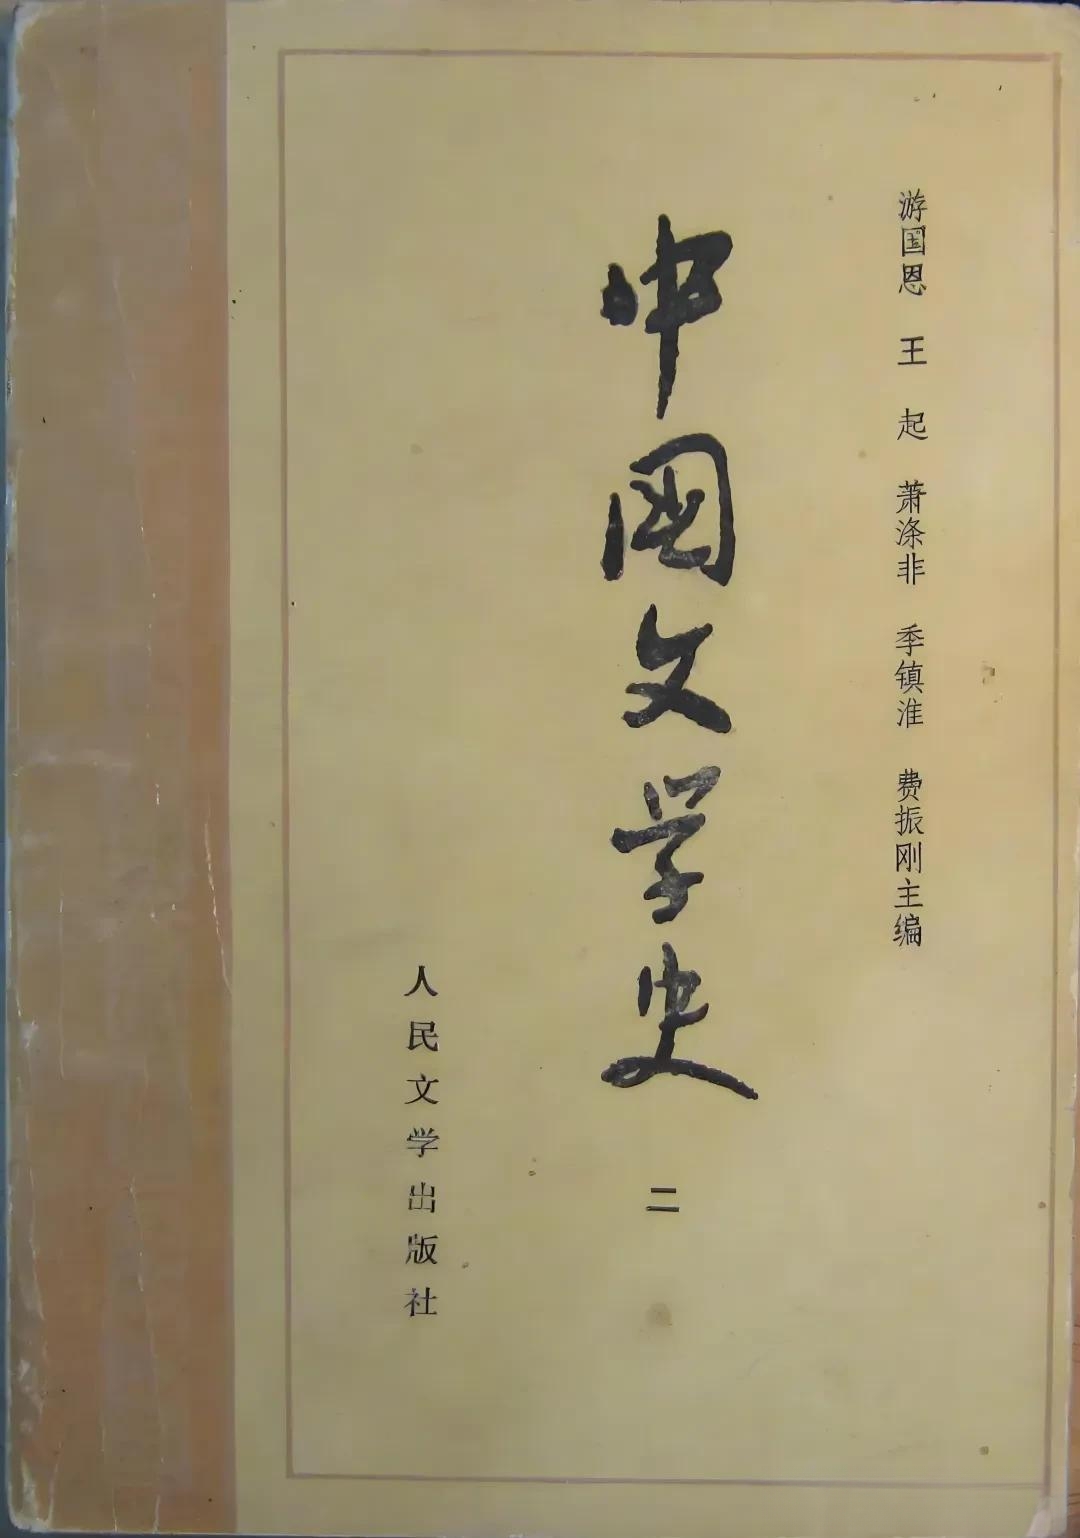 游国恩 王起 萧涤非 季镇淮 费振刚主编
中国文学史
二
人民文学出版社